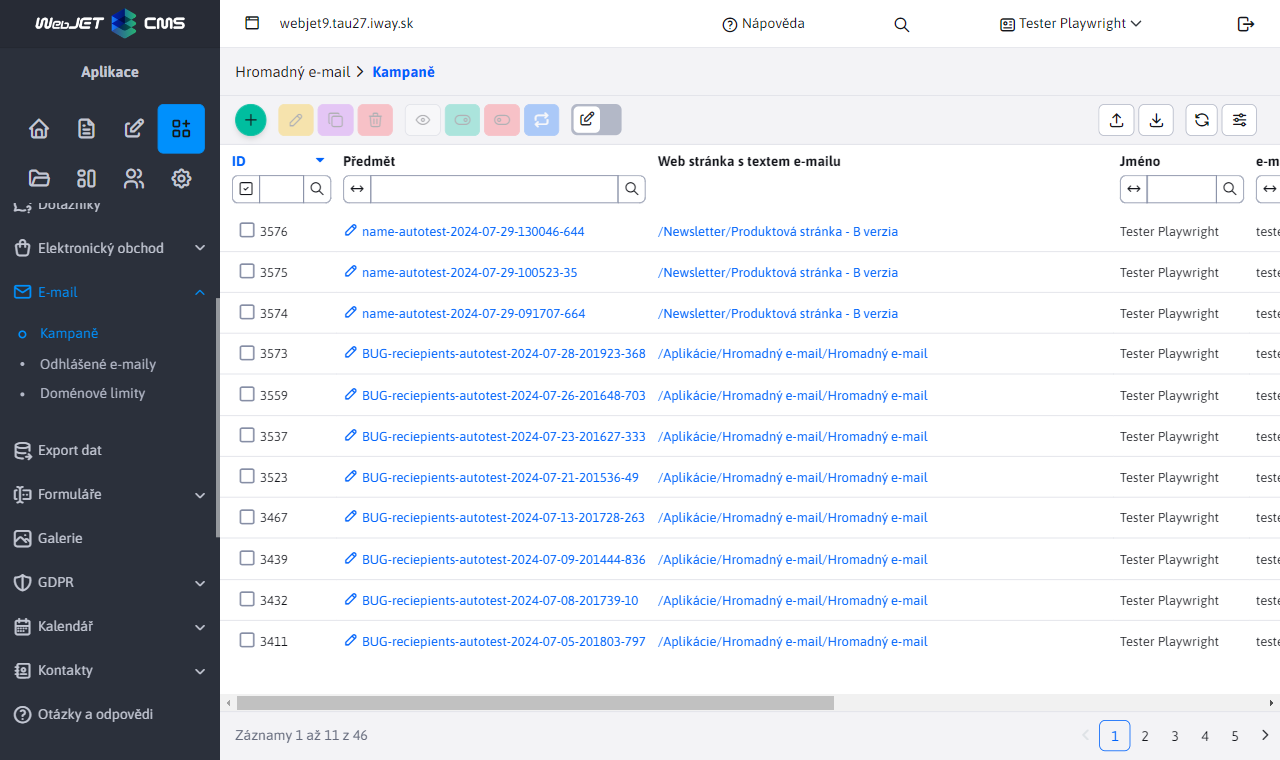 WebJET CMS
webjet9.tau27.iway.sk
Nápověda
Tester Playwright
Aplikace
Hromadný e-mail > Kampaně
Dotazníky
Elektronický obchod
E-mail
Kampaně
Odhlášené e-maily
Doménové limity
Export dat
Formuláře
Galerie
GDPR
Kalendář
Kontakty
Otázky a odpovědi
ID Předmět Web stránka s textem e-mailu Jméno e-m
3576 name-autotest-2024-07-29-130046-644 /Newsletter/Produktová stránka - B verzia Tester Playwright teste
3575 name-autotest-2024-07-29-100523-35 /Newsletter/Produktová stránka - B verzia Tester Playwright teste
3574 name-autotest-2024-07-29-091707-664 /Newsletter/Produktová stránka - B verzia Tester Playwright teste
3573 BUG-reciepients-autotest-2024-07-28-201923-368 /Aplikácie/Hromadný e-mail/Hromadný e-mail Tester Playwright teste
3559 BUG-reciepients-autotest-2024-07-26-201648-703 /Aplikácie/Hromadný e-mail/Hromadný e-mail Tester Playwright teste
3537 BUG-reciepients-autotest-2024-07-23-201627-333 /Aplikácie/Hromadný e-mail/Hromadný e-mail Tester Playwright teste
3523 BUG-reciepients-autotest-2024-07-21-201536-49 /Aplikácie/Hromadný e-mail/Hromadný e-mail Tester Playwright teste
3467 BUG-reciepients-autotest-2024-07-13-201728-263 /Aplikácie/Hromadný e-mail/Hromadný e-mail Tester Playwright teste
3439 BUG-reciepients-autotest-2024-07-09-201444-836 /Aplikácie/Hromadný e-mail/Hromadný e-mail Tester Playwright teste
3432 BUG-reciepients-autotest-2024-07-08-201739-10 /Aplikácie/Hromadný e-mail/Hromadný e-mail Tester Playwright teste
3411 BUG-reciepients-autotest-2024-07-05-201803-797 /Aplikácie/Hromadný e-mail/Hromadný e-mail Tester Playwright teste
Záznamy 1 až 11 z 46
1 2 3 4 5